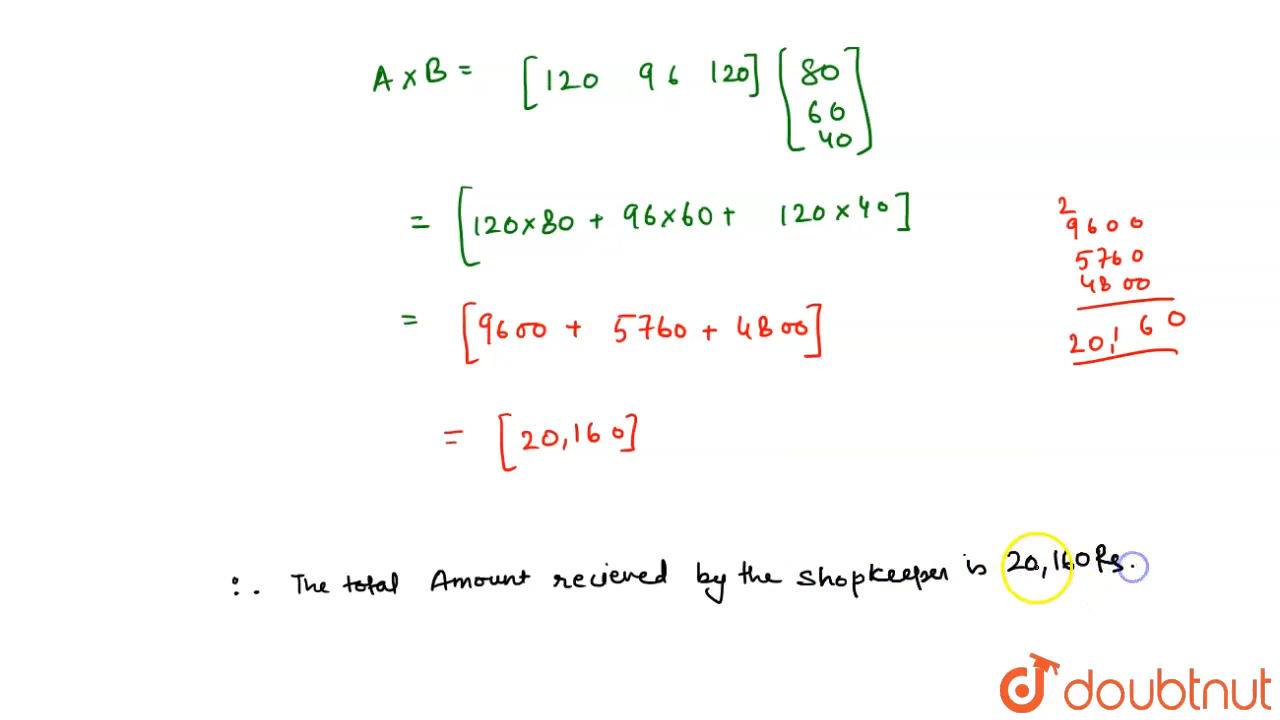 A × B = [120 96 120] [80
60
40]
= [120×80 + 96×60 + 120×40]
= [9600 + 5760 + 4800]
= [20,160]
2
9600
5760
4800
20,160
∴ The total Amount recieved by the shopkeeper is 20,160 Rs.
doubtnut